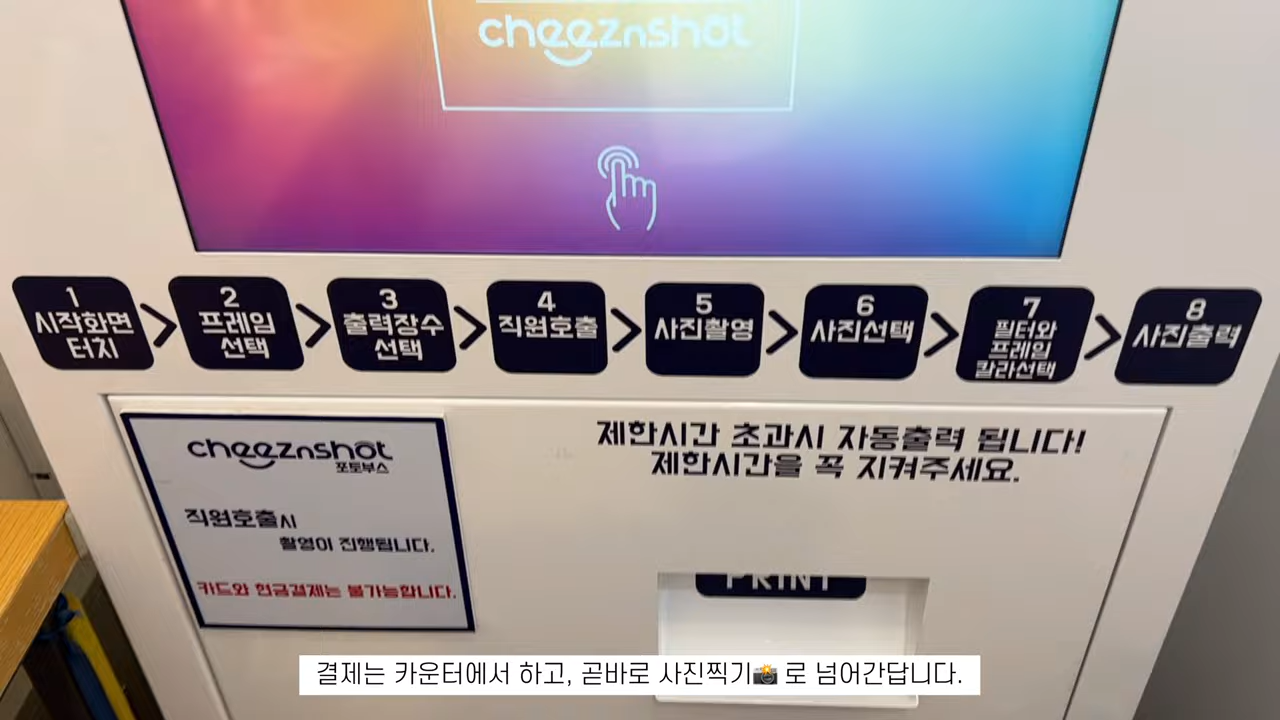 cheeznshot
1
시작화면
터치
2
프레임
선택
3
출력장수
선택
4
직원호출
5
사진촬영
6
사진선택
7
필터와
프레임
칼라선택
8
사진출력
cheeznshot
포토부스
직원호출시
촬영이 진행됩니다.
카드와 현금결제는 불가능합니다.
제한시간 초과시 자동출력 됩니다!
제한시간을 꼭 지켜주세요.
PRINT
결제는 카운터에서 하고, 곧바로 사진찍기📸로 넘어간답니다.